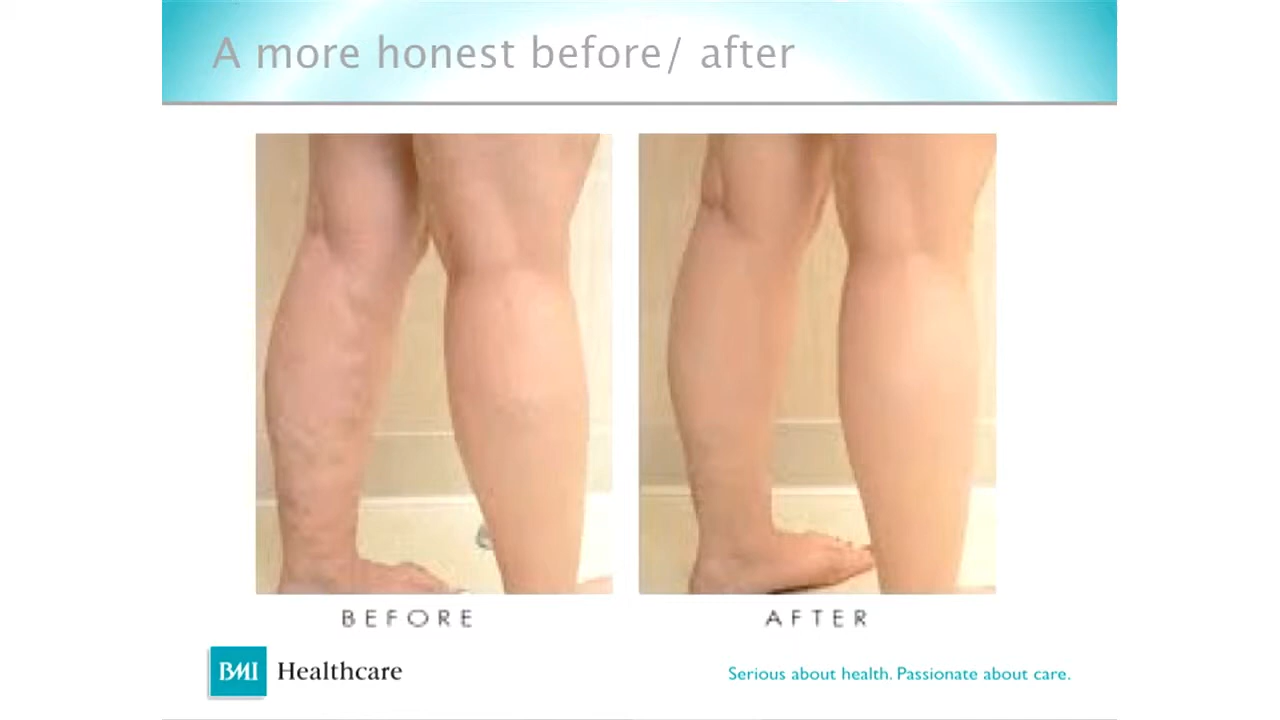 A more honest before/ after
BEFORE
AFTER
BMI Healthcare
Serious about health. Passionate about care.